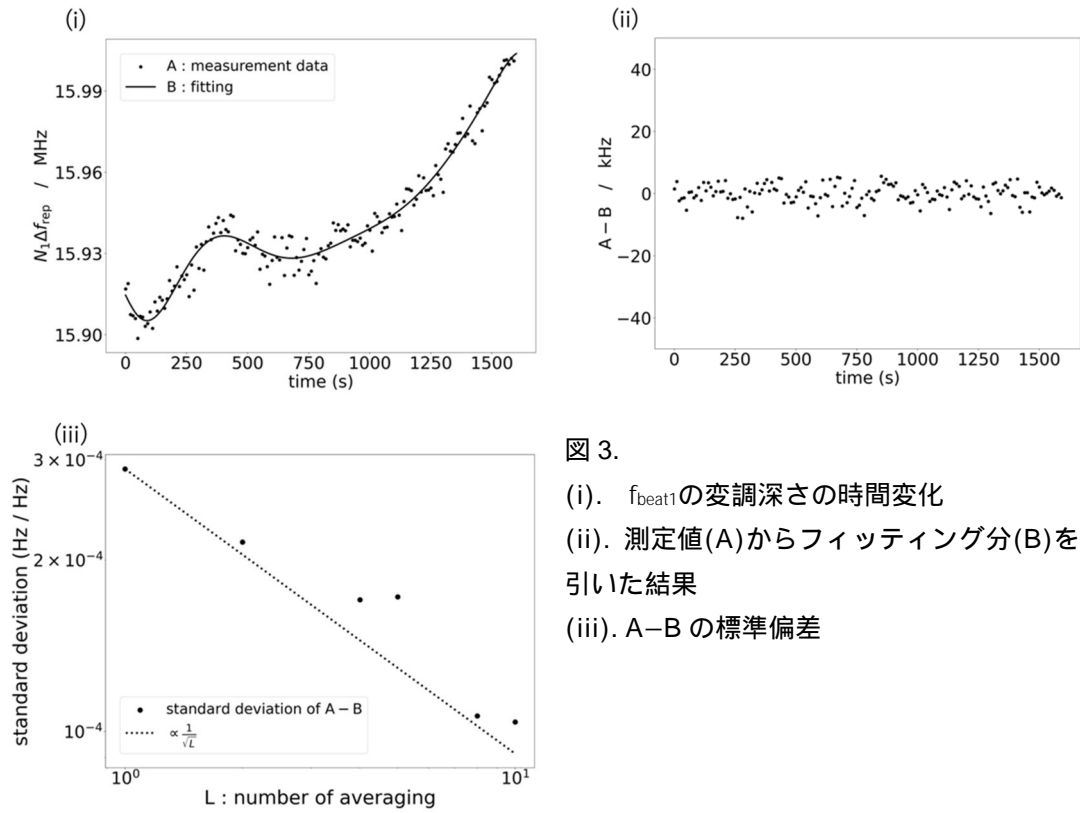 (i)
A : measurement data
B : fitting
N₁Δf_rep / MHz
15.99
15.96
15.93
15.90
0 250 500 750 1000 1250 1500
time (s)
(ii)
A − B / kHz
40
20
0
−20
−40
0 250 500 750 1000 1250 1500
time (s)
(iii)
standard deviation (Hz / Hz)
3 × 10⁻⁴
2 × 10⁻⁴
10⁻⁴
standard deviation of A − B
∝ 1/√L
10⁰ 10¹
L : number of averaging
図 3.
(i). f_beat1の変調深さの時間変化
(ii). 測定値(A)からフィッティング分(B)を
引いた結果
(iii). A−B の標準偏差